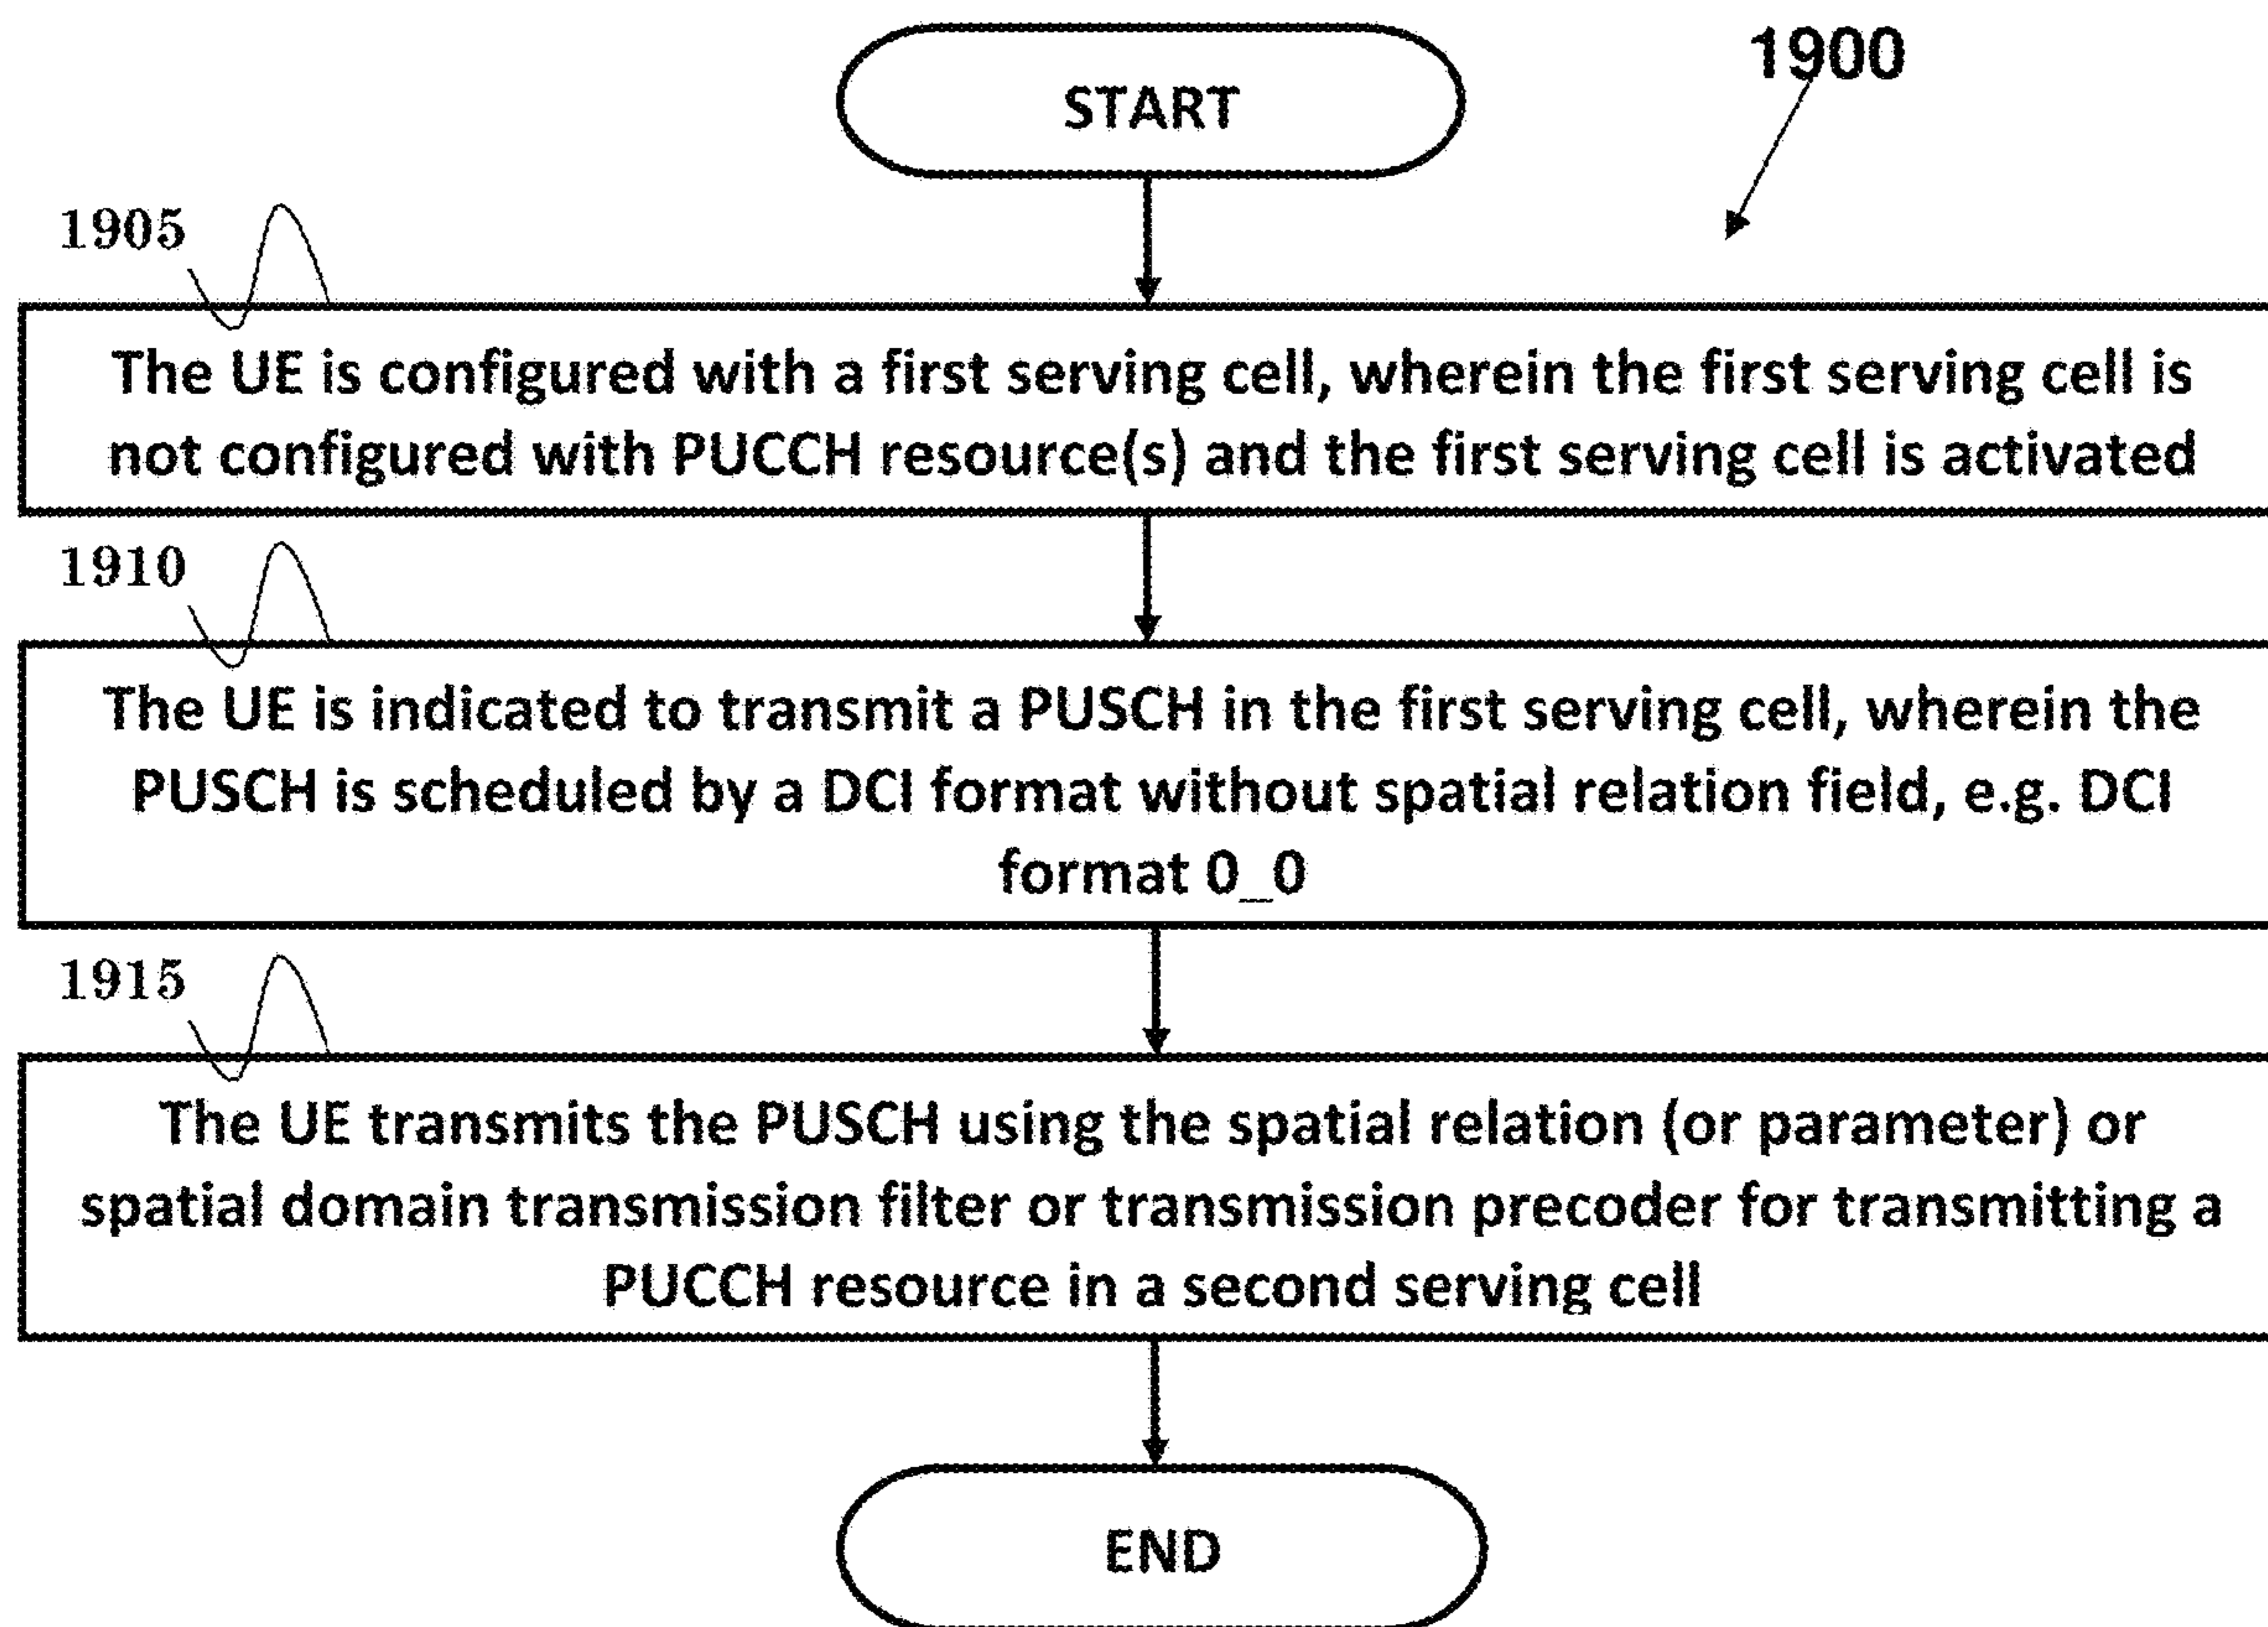 START
1900
1905
The UE is configured with a first serving cell, wherein the first serving cell is
not configured with PUCCH resource(s) and the first serving cell is activated
1910
The UE is indicated to transmit a PUSCH in the first serving cell, wherein the
PUSCH is scheduled by a DCI format without spatial relation field, e.g. DCI
format 0_0
1915
The UE transmits the PUSCH using the spatial relation (or parameter) or
spatial domain transmission filter or transmission precoder for transmitting a
PUCCH resource in a second serving cell
END